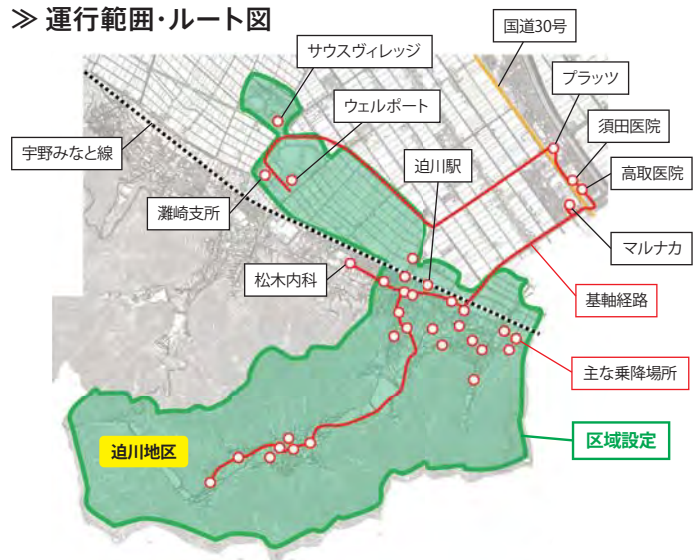 ≫ 運行範囲・ルート図
国道30号
サウスヴィレッジ
プラッツ
ウェルポート
須田医院
宇野みなと線
迫川駅
高取医院
灘崎支所
マルナカ
松木内科
基軸経路
主な乗降場所
区域設定
迫川地区